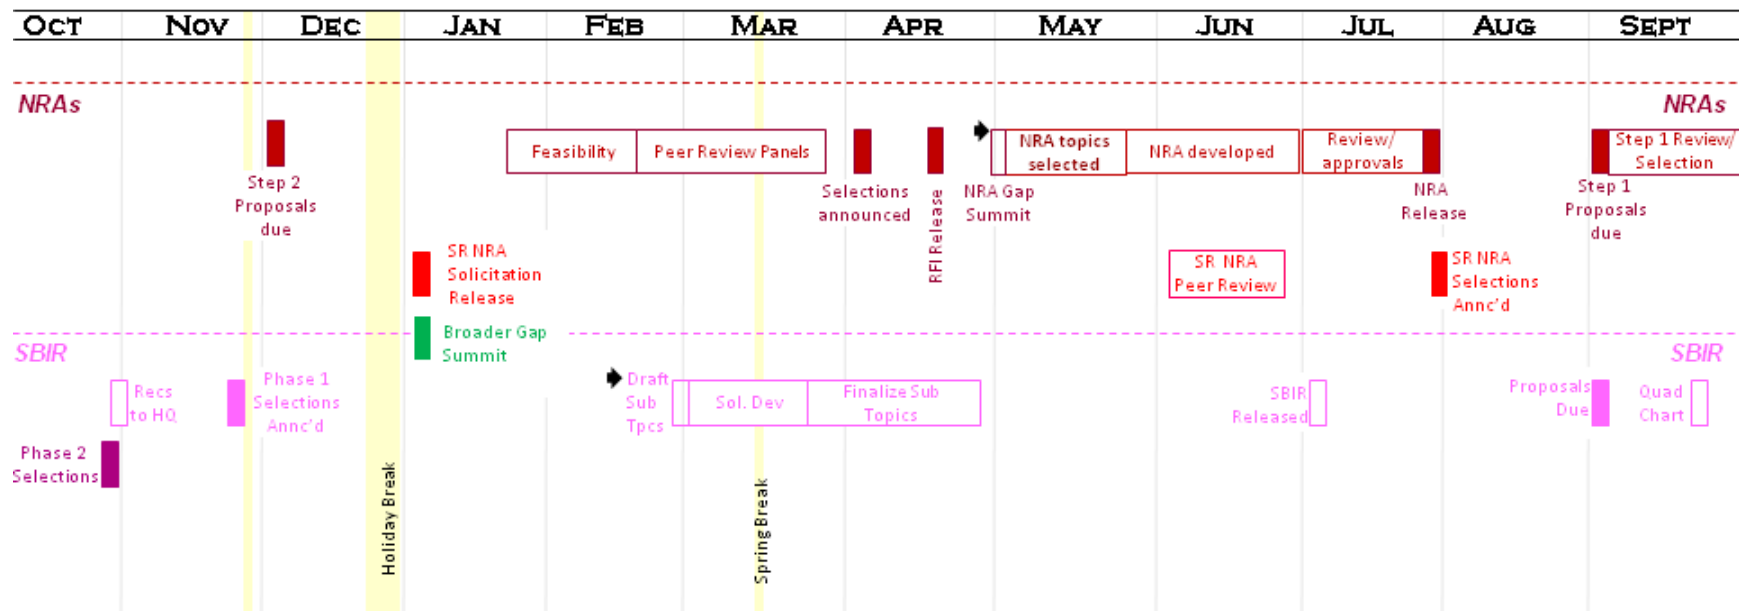 OCT NOV DEC JAN FEB MAR APR MAY JUN JUL AUG SEPT
NRAs NRAs
Step 2
Proposals
due
Feasibility
Peer Review Panels
Selections
announced
RFI Release
NRA Gap
Summit
NRA topics
selected
NRA developed
Review/
approvals
NRA
Release
Step 1
Proposals
due
Step 1 Review/
Selection
SR NRA
Solicitation
Release
SR NRA
Peer Review
SR NRA
Selections
Annc'd
Broader Gap
Summit
SBIR SBIR
Recs
to HQ
Phase 1
Selections
Annc'd
Draft
Sub
Tpcs
Sol. Dev
Finalize Sub
Topics
SBIR
Released
Proposals
Due
Quad
Chart
Phase 2
Selections
Holiday Break
Spring Break